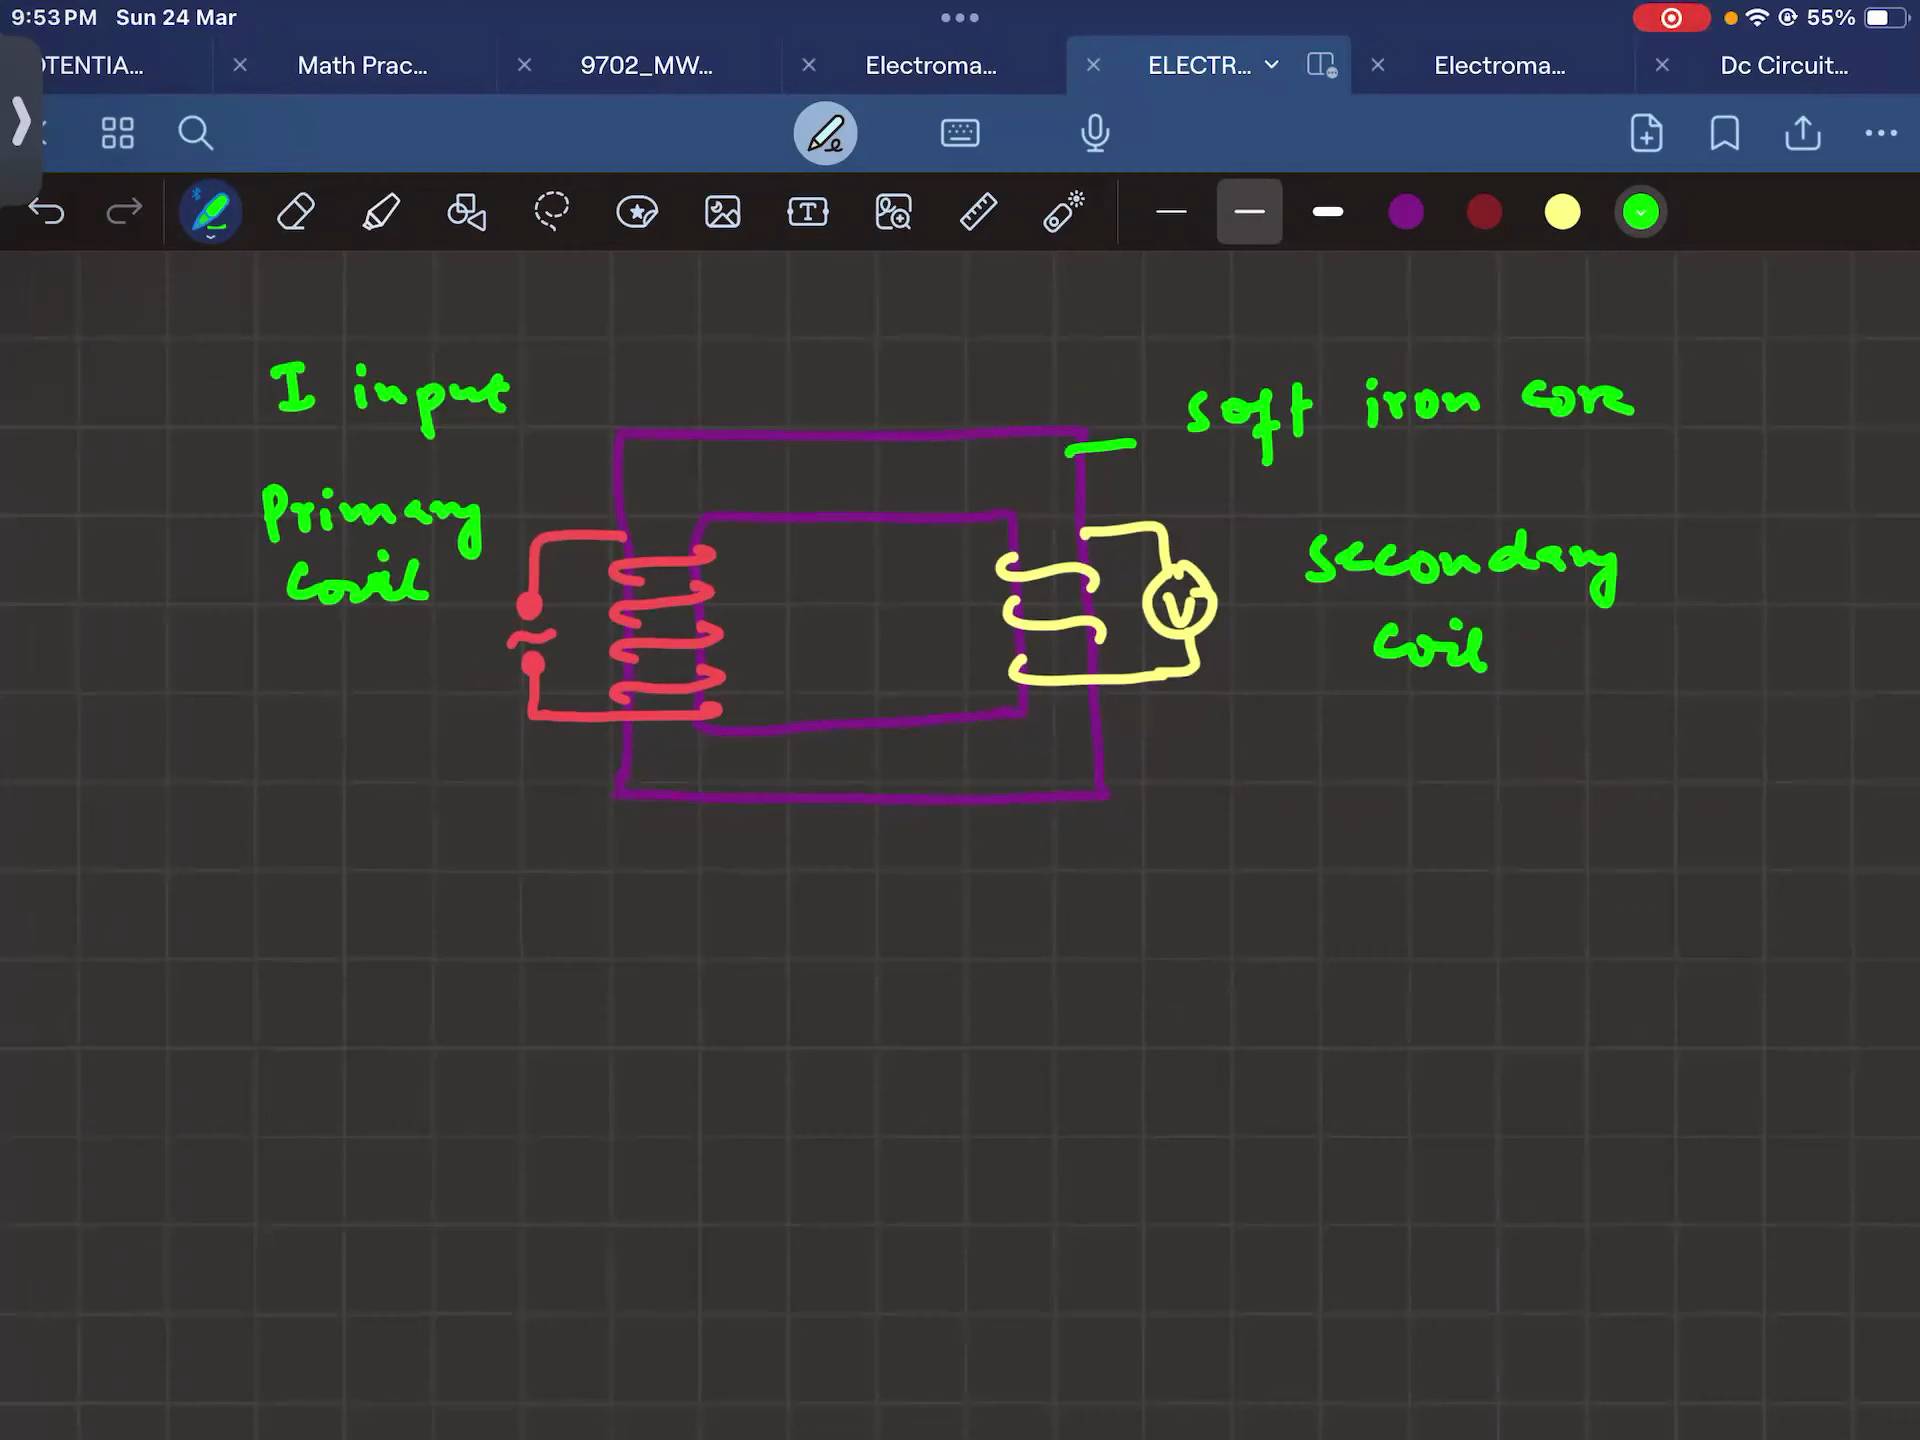 9:53 PM Sun 24 Mar
55%
OTENTIA...
Math Prac...
9702_MW...
Electroma...
ELECTR...
Electroma...
Dc Circuit...
I input
soft iron core
Primary
coil
V
secondary
coil